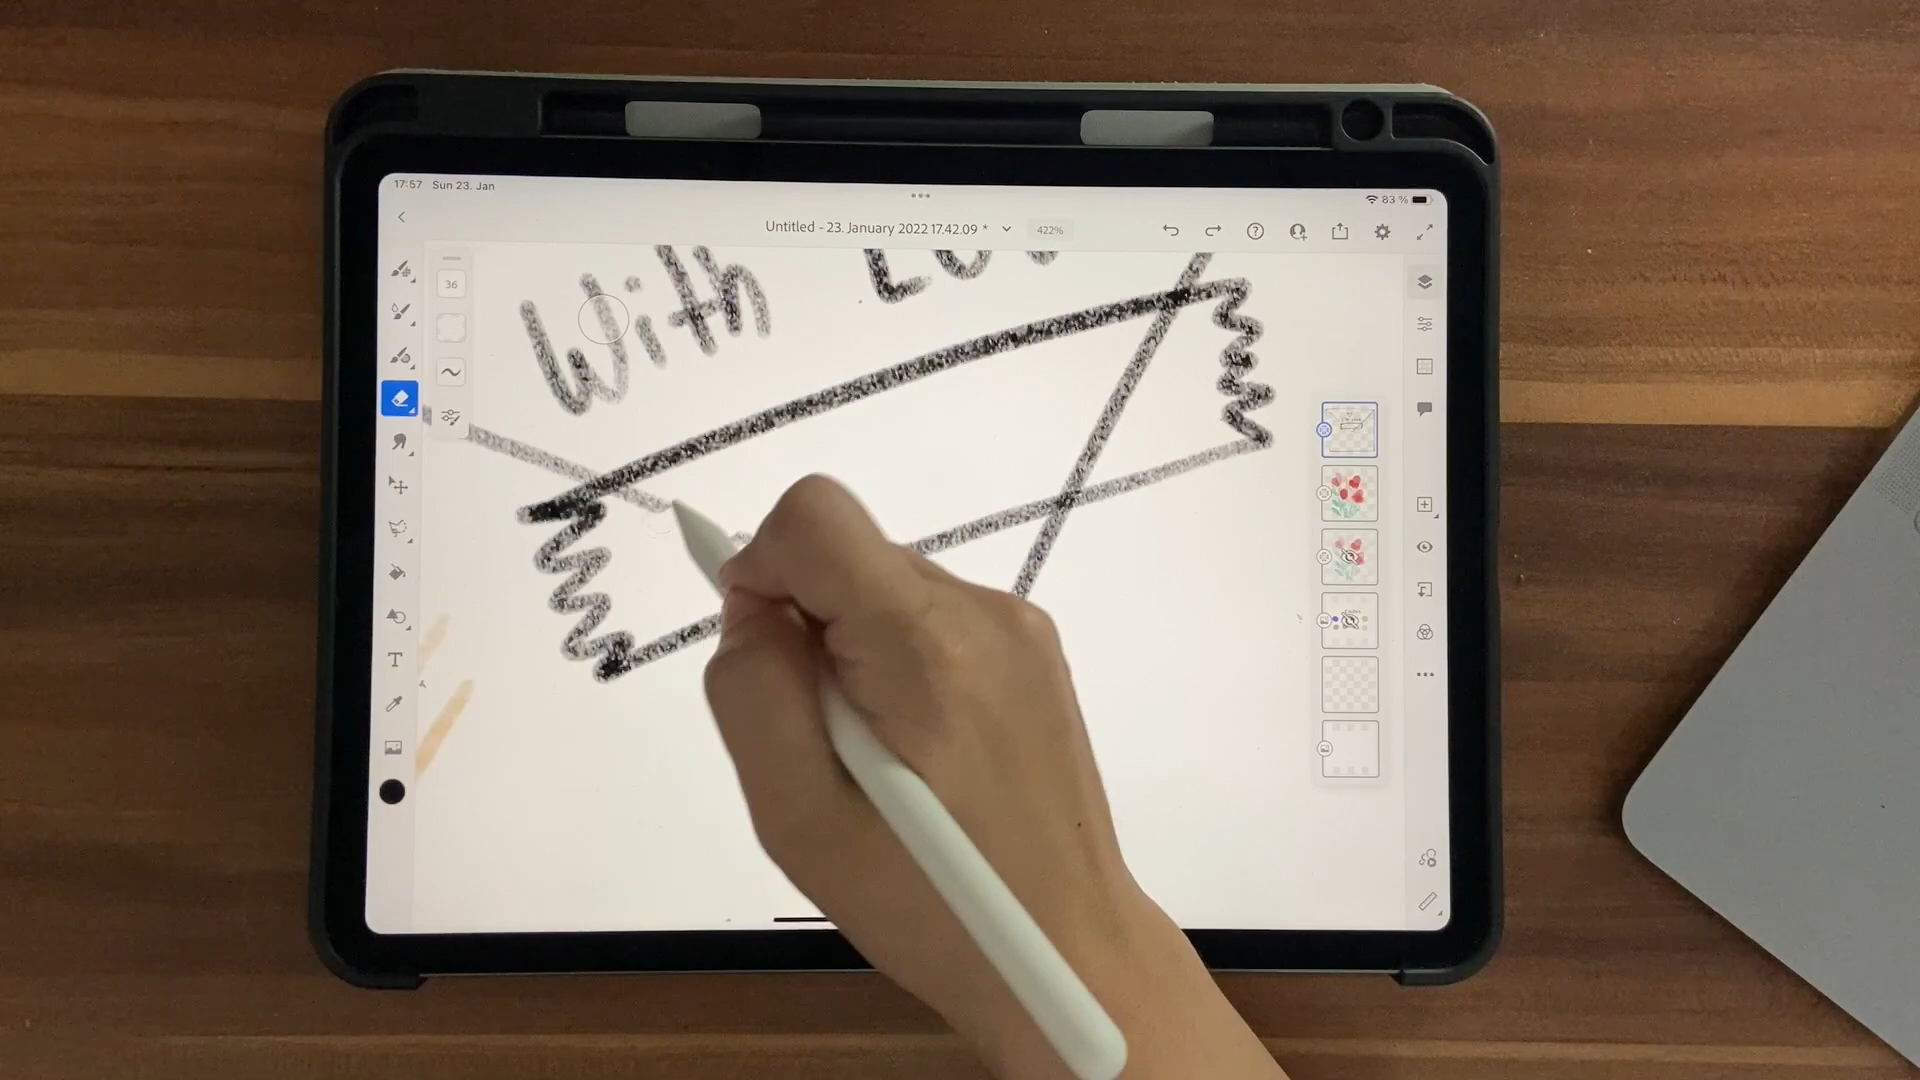 17:57 Sun 23. Jan
83 %
Untitled - 23. January 2022 17.42.09 * 422%
36
With
T